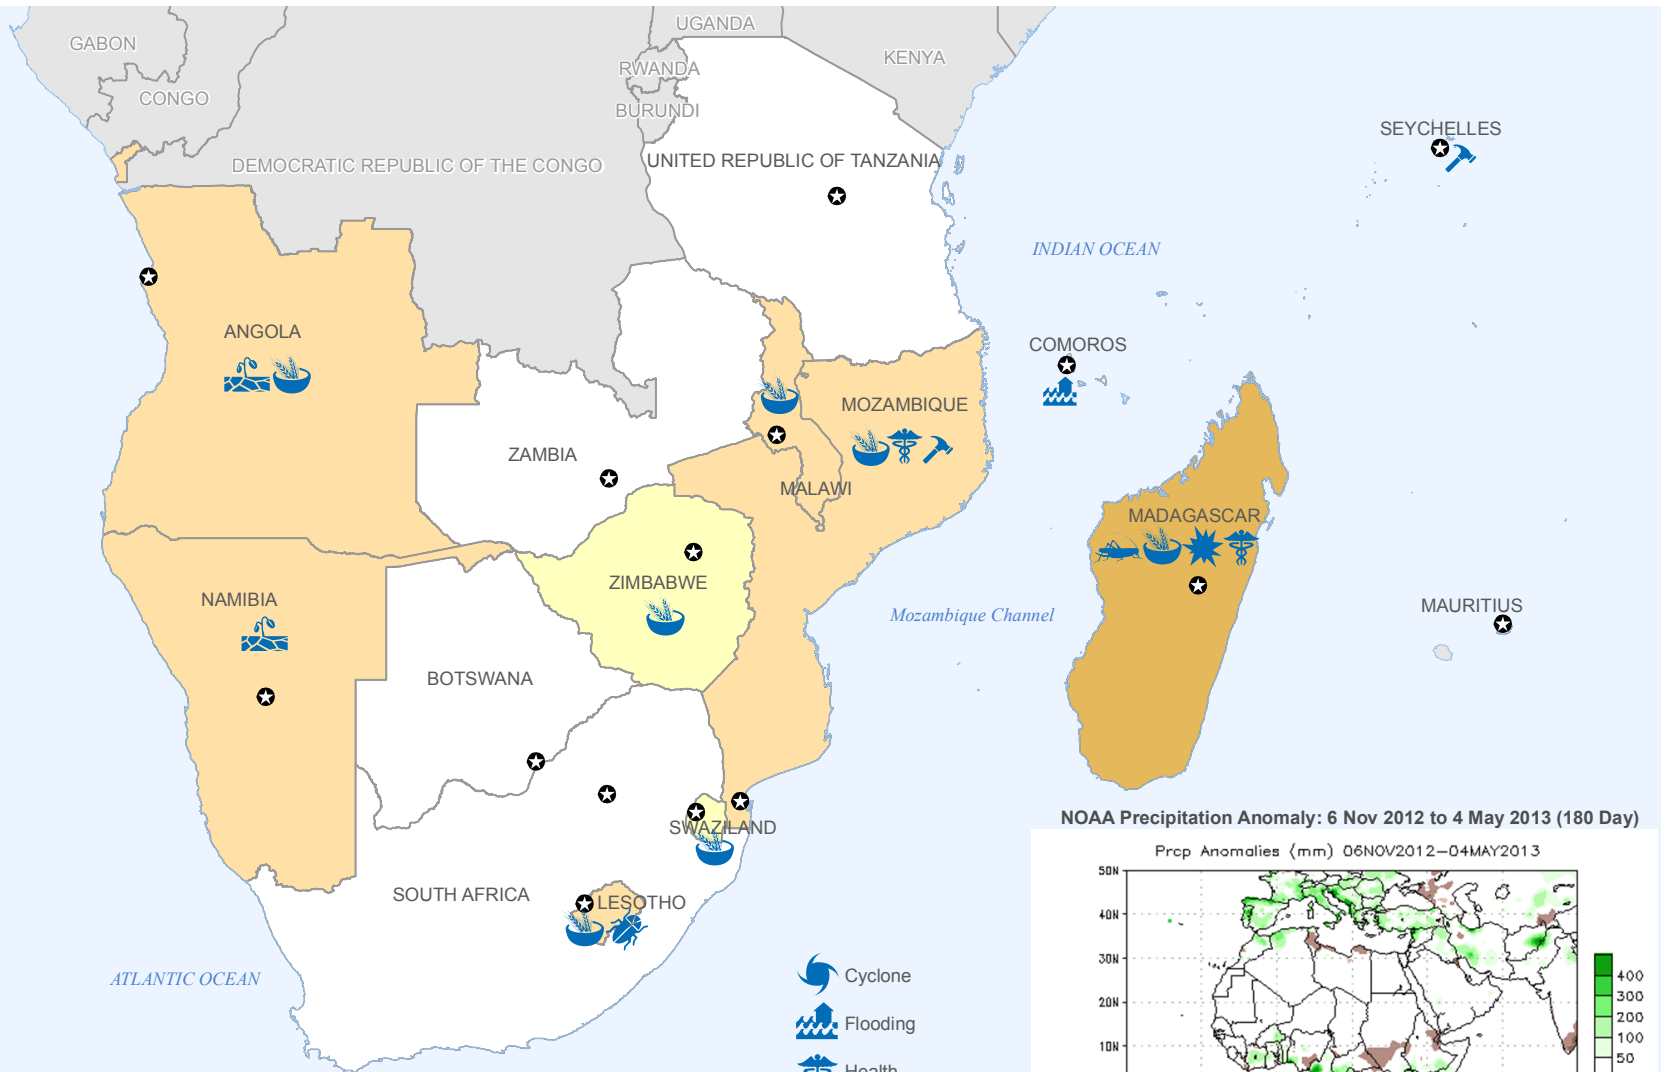 UGANDA
GABON
KENYA
RWANDA
CONGO
BURUNDI
SEYCHELLES
DEMOCRATIC REPUBLIC OF THE CONGO
UNITED REPUBLIC OF TANZANIA
INDIAN OCEAN
ANGOLA
COMOROS
MOZAMBIQUE
ZAMBIA
MALAWI
MADAGASCAR
ZIMBABWE
NAMIBIA
MAURITIUS
Mozambique Channel
BOTSWANA
SWAZILAND
SOUTH AFRICA
LESOTHO
ATLANTIC OCEAN
Cyclone
Flooding
Health
NOAA Precipitation Anomaly: 6 Nov 2012 to 4 May 2013 (180 Day)
Prcp Anomalies (mm) 06NOV2012–04MAY2013
50N
40N
30N
20N
10N
400
300
200
100
50